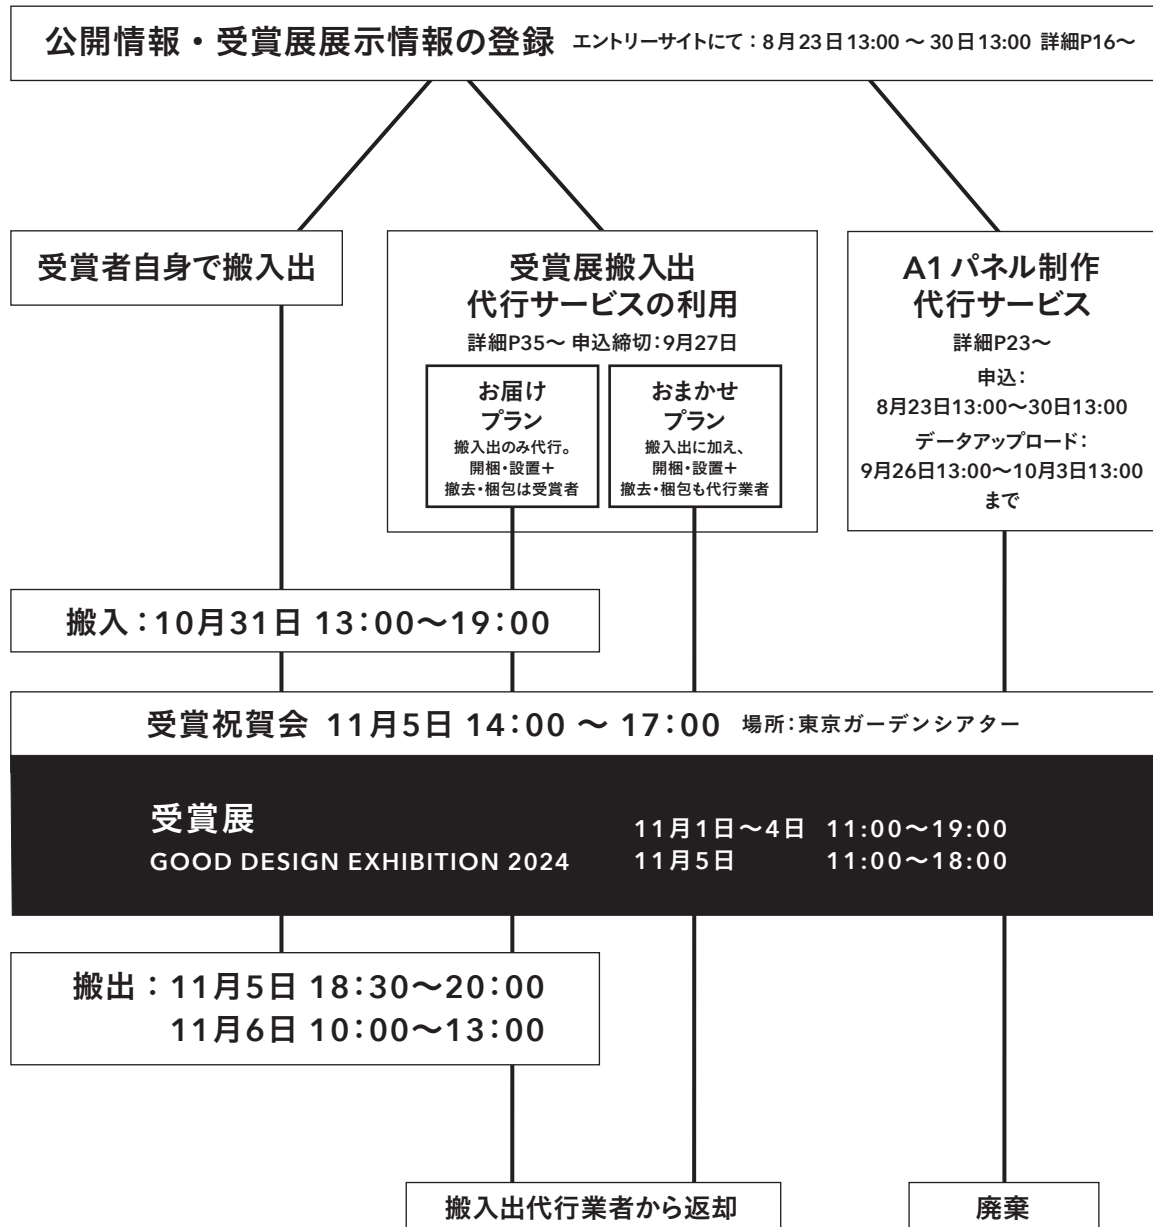 公開情報・受賞展展示情報の登録 エントリーサイトにて：8月23日13:00 〜 30日13:00 詳細P16〜
受賞者自身で搬入出
受賞展搬入出
代行サービスの利用
詳細P35〜 申込締切：9月27日
お届け
プラン
搬入出のみ代行。
開梱・設置＋
撤去・梱包は受賞者
おまかせ
プラン
搬入出に加え、
開梱・設置＋
撤去・梱包も代行業者
A1 パネル制作
代行サービス
詳細P23〜
申込：
8月23日13:00〜30日13:00
データアップロード：
9月26日13:00〜10月3日13:00
まで
搬入：10月31日 13：00〜19：00
受賞祝賀会 11月5日 14：00 〜 17：00 場所：東京ガーデンシアター
受賞展
GOOD DESIGN EXHIBITION 2024
11月1日〜4日 11:00〜19:00
11月5日 11:00〜18:00
搬出：11月5日 18：30〜20：00
11月6日 10：00〜13：00
搬入出代行業者から返却
廃棄